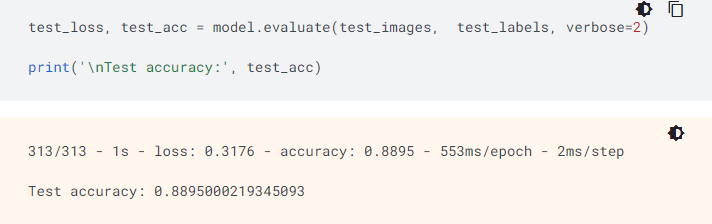 test_loss, test_acc = model.evaluate(test_images,  test_labels, verbose=2)
print('\nTest accuracy:', test_acc)
313/313 - 1s - loss: 0.3176 - accuracy: 0.8895 - 553ms/epoch - 2ms/step
Test accuracy: 0.8895000219345093